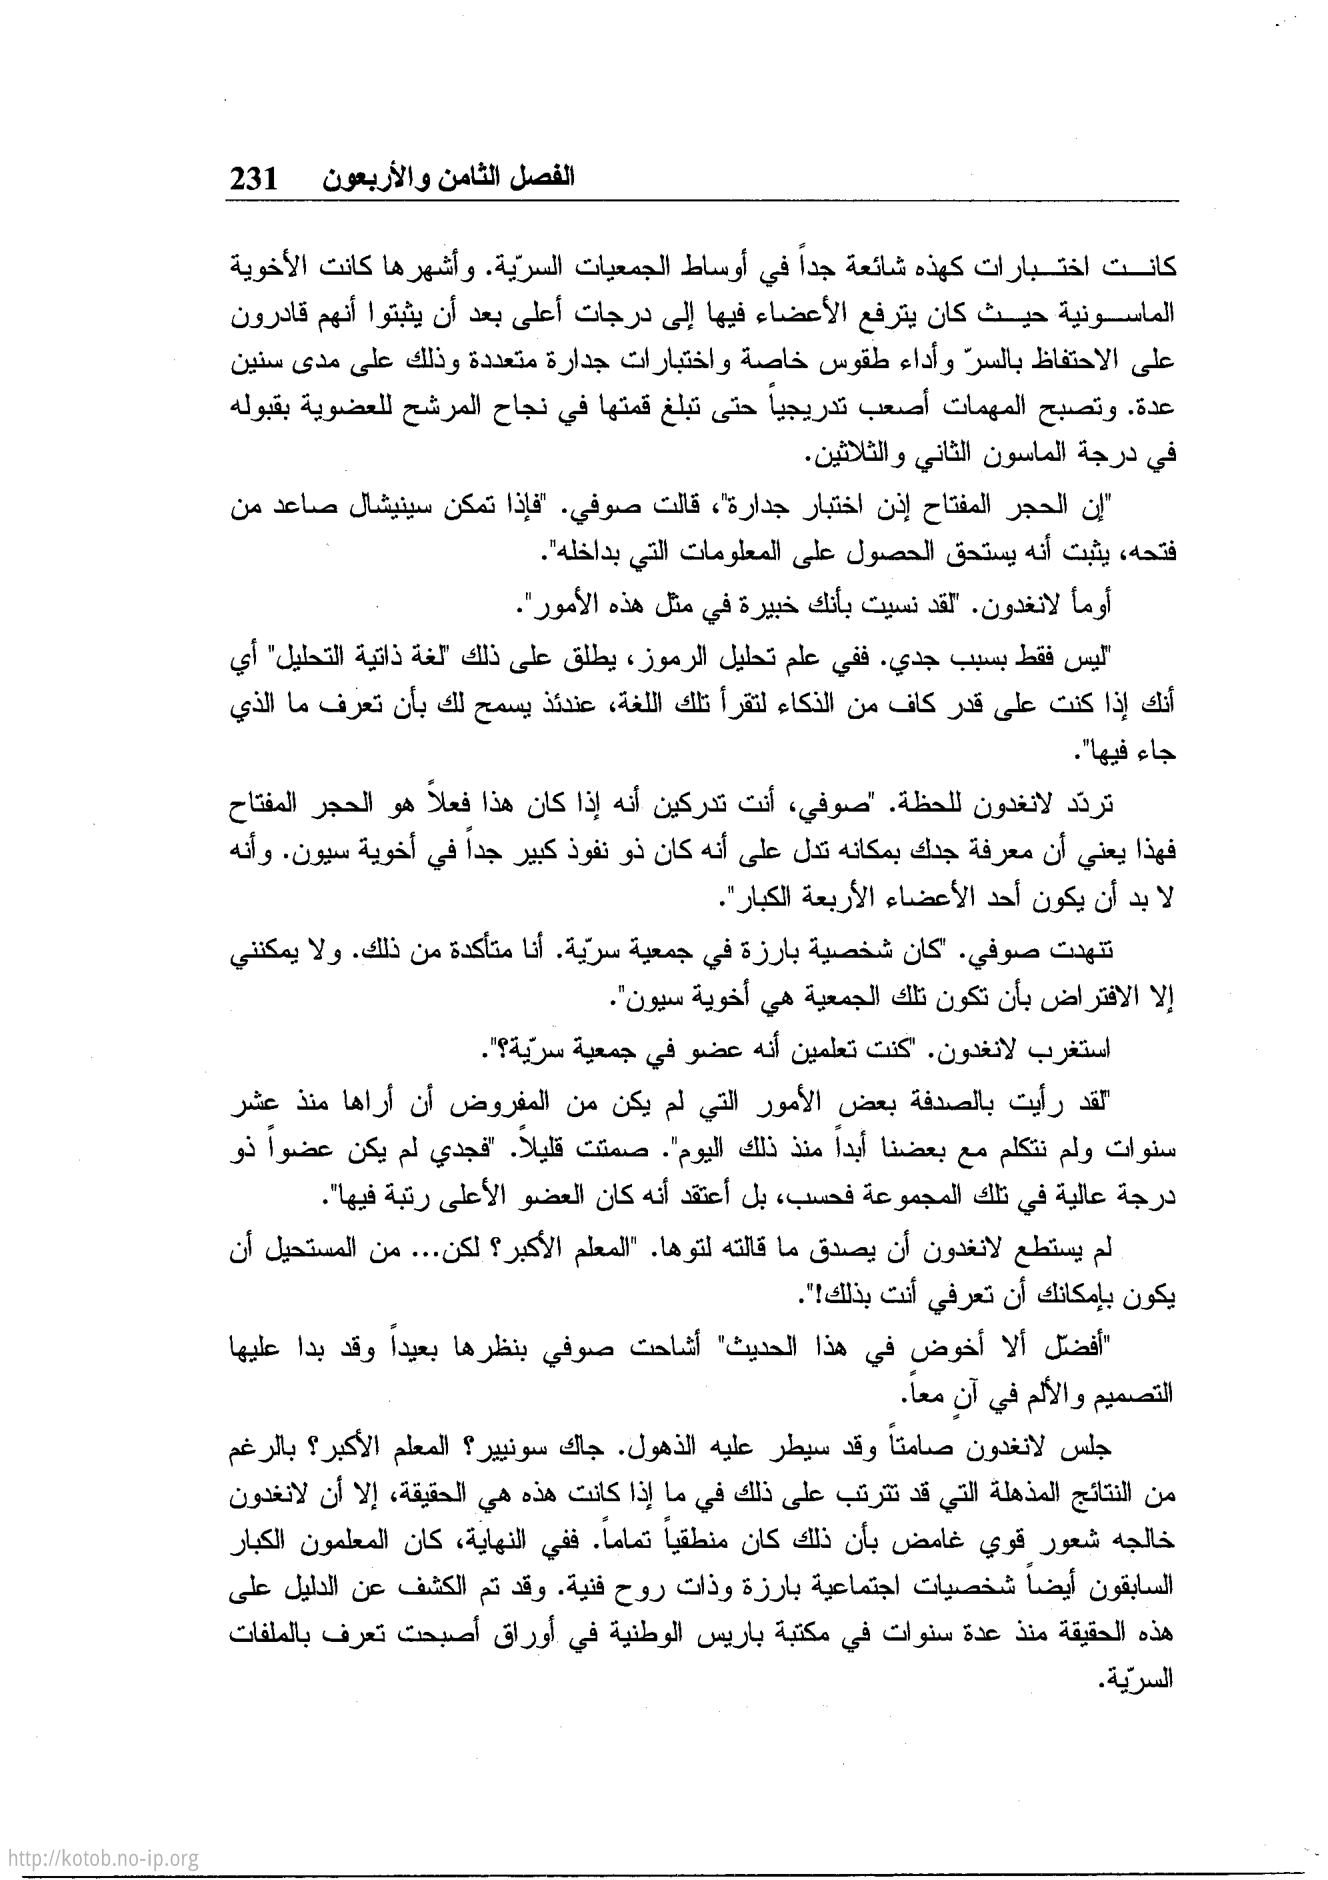 الفصل الثامن والأربعون 231
كانت اختبارات كهذه شائعة جداً في أوساط الجمعيات السريّة. وأشهرها كانت الأخوية
الماسونية حيث كان يترفع الأعضاء فيها إلى درجات أعلى بعد أن يثبتوا أنهم قادرون
على الاحتفاظ بالسرّ وأداء طقوس خاصة واختبارات جدارة متعددة وذلك على مدى سنين
عدة. وتصبح المهمات أصعب تدريجياً حتى تبلغ قمتها في نجاح المرشح للعضوية بقبوله
في درجة الماسون الثاني والثلاثين.
"إن الحجر المفتاح إذن اختبار جدارة"، قالت صوفي. "فإذا تمكن سينيشال صاعد من
فتحه، يثبت أنه يستحق الحصول على المعلومات التي بداخله".
أومأ لانغدون. "لقد نسيت بأنك خبيرة في مثل هذه الأمور".
"ليس فقط بسبب جدي. ففي علم تحليل الرموز، يطلق على ذلك "لغة ذاتية التحليل" أي
أنك إذا كنت على قدر كاف من الذكاء لتقرأ تلك اللغة، عندئذ يسمح لك بأن تعرف ما الذي
جاء فيها".
تردّد لانغدون للحظة. "صوفي، أنت تدركين أنه إذا كان هذا فعلاً هو الحجر المفتاح
فهذا يعني أن معرفة جدك بمكانه تدل على أنه كان ذو نفوذ كبير جداً في أخوية سيون. وأنه
لا بد أن يكون أحد الأعضاء الأربعة الكبار".
تنهدت صوفي. "كان شخصية بارزة في جمعية سريّة. أنا متأكدة من ذلك. ولا يمكنني
إلا الافتراض بأن تكون تلك الجمعية هي أخوية سيون".
استغرب لانغدون. "كنت تعلمين أنه عضو في جمعية سريّة؟".
"لقد رأيت بالصدفة بعض الأمور التي لم يكن من المفروض أن أراها منذ عشر
سنوات ولم نتكلم مع بعضنا أبداً منذ ذلك اليوم". صمتت قليلاً. "فجدي لم يكن عضواً ذو
درجة عالية في تلك المجموعة فحسب، بل أعتقد أنه كان العضو الأعلى رتبة فيها".
لم يستطع لانغدون أن يصدق ما قالته لتوها. "المعلم الأكبر؟ لكن... من المستحيل أن
يكون بإمكانك أن تعرفي أنت بذلك!".
"أفضّل ألا أخوض في هذا الحديث" أشاحت صوفي بنظرها بعيداً وقد بدا عليها
التصميم والألم في آنٍ معاً.
جلس لانغدون صامتاً وقد سيطر عليه الذهول. جاك سونيير؟ المعلم الأكبر؟ بالرغم
من النتائج المذهلة التي قد تترتب على ذلك في ما إذا كانت هذه هي الحقيقة، إلا أن لانغدون
خالجه شعور قوي غامض بأن ذلك كان منطقياً تماماً. ففي النهاية، كان المعلمون الكبار
السابقون أيضاً شخصيات اجتماعية بارزة وذات روح فنية. وقد تم الكشف عن الدليل على
هذه الحقيقة منذ عدة سنوات في مكتبة باريس الوطنية في أوراق أصبحت تعرف بالملفات
السريّة.
http://kotob.no-ip.org